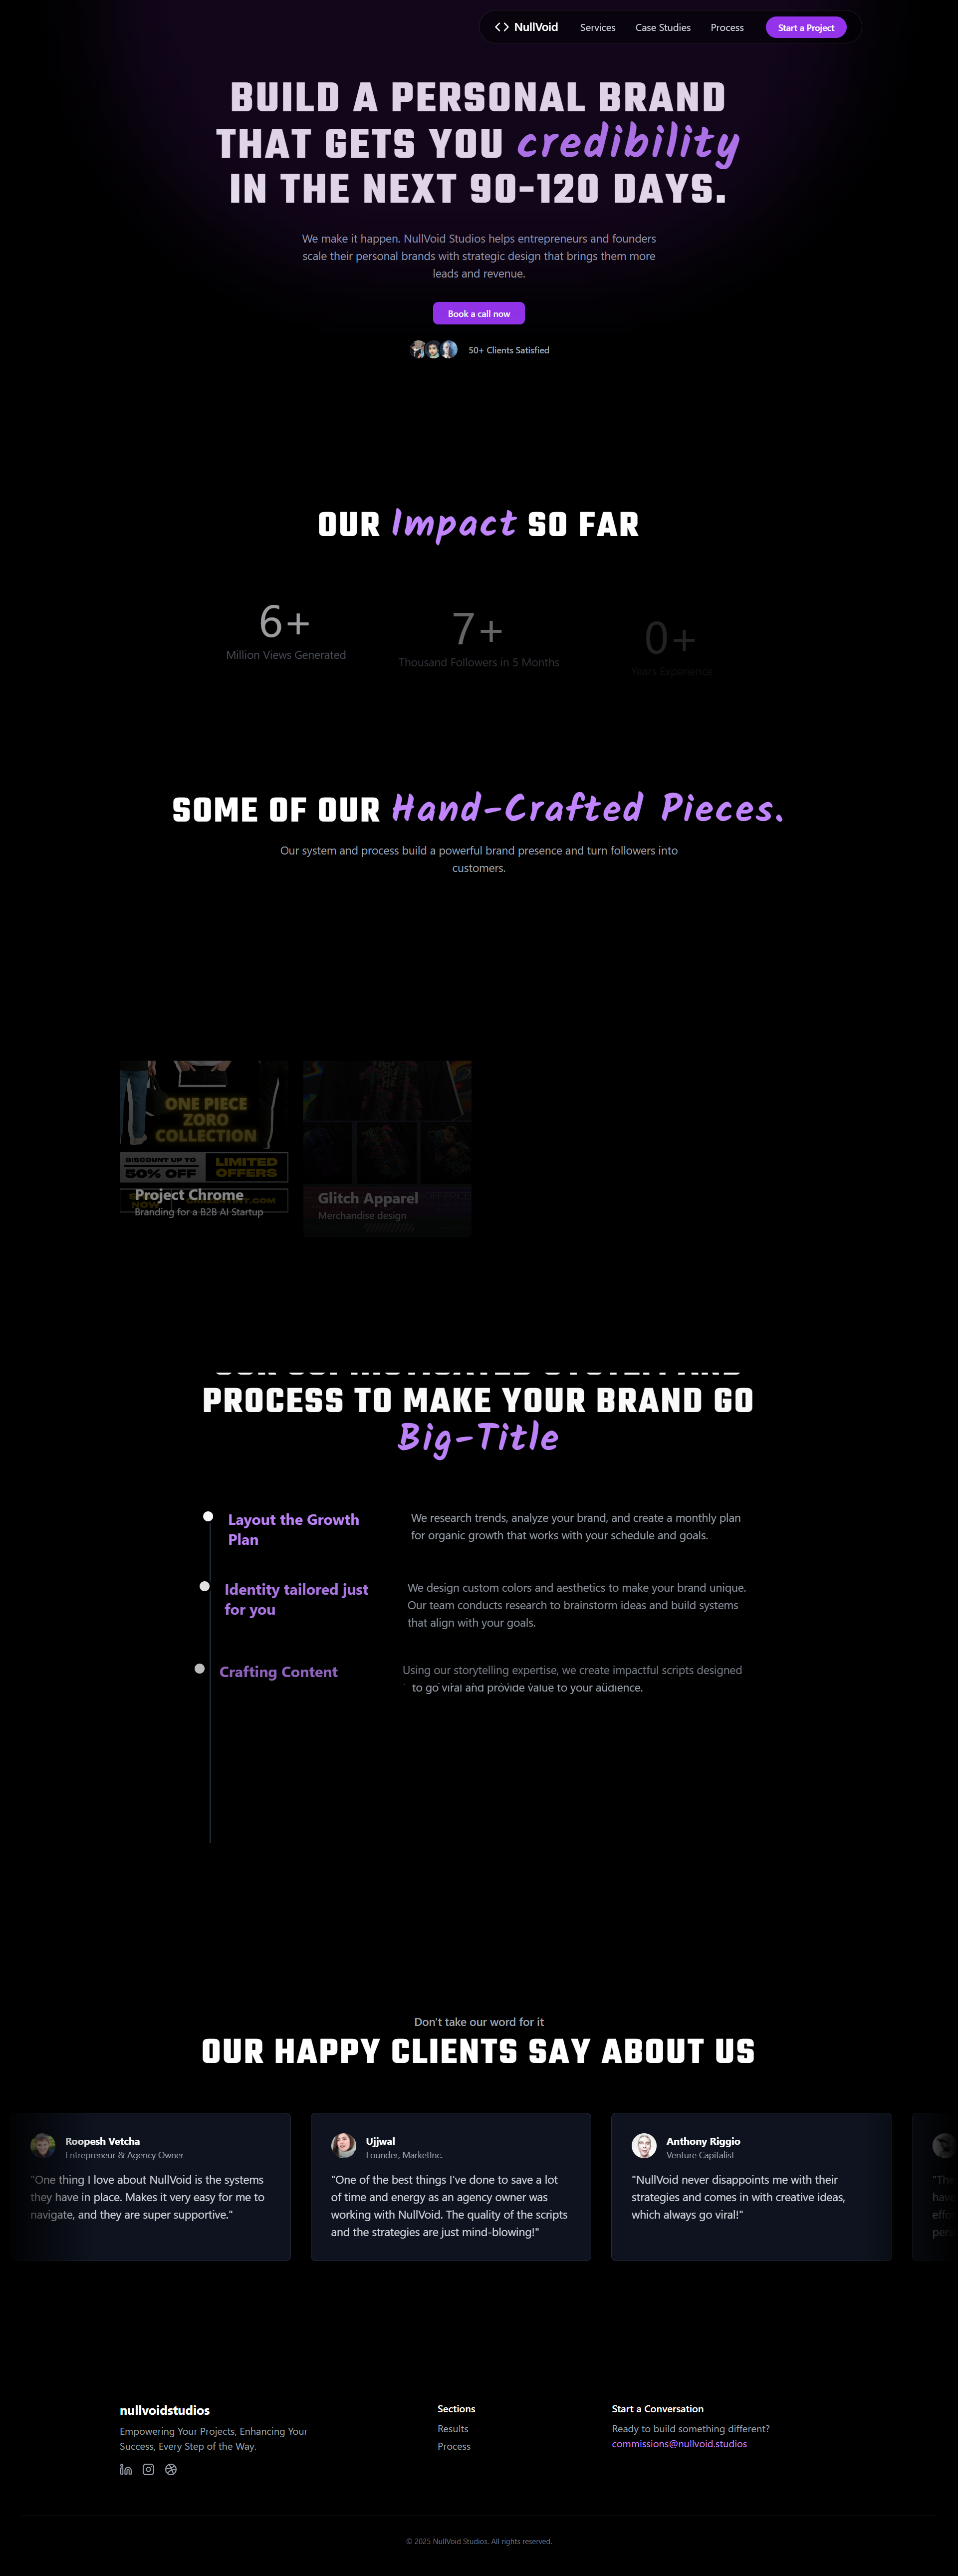 NullVoid
Services
Case Studies
Process
Start a Project
BUILD A PERSONAL BRAND
THAT GETS YOU credibility
IN THE NEXT 90-120 DAYS.
We make it happen. NullVoid Studios helps entrepreneurs and founders
scale their personal brands with strategic design that brings them more
leads and revenue.
Book a call now
50+ Clients Satisfied
OUR Impact SO FAR
6+
Million Views Generated
7+
Thousand Followers in 5 Months
0+
Years Experience
SOME OF OUR Hand-Crafted Pieces.
Our system and process build a powerful brand presence and turn followers into
customers.
ONE PIECE
ZORO
COLLECTION
DISCOUNT UP TO
50% OFF
LIMITED
OFFERS
Project Chrome
Branding for a B2B AI Startup
Glitch Apparel
Merchandise design
PROCESS TO MAKE YOUR BRAND GO
Big-Title
Layout the Growth
Plan
We research trends, analyze your brand, and create a monthly plan
for organic growth that works with your schedule and goals.
Identity tailored just
for you
We design custom colors and aesthetics to make your brand unique.
Our team conducts research to brainstorm ideas and build systems
that align with your goals.
Crafting Content
Using our storytelling expertise, we create impactful scripts designed
to go viral and provide value to your audience.
Don't take our word for it
OUR HAPPY CLIENTS SAY ABOUT US
Roopesh Vetcha
Entrepreneur & Agency Owner
"One thing I love about NullVoid is the systems
they have in place. Makes it very easy for me to
navigate, and they are super supportive."
Ujjwal
Founder, MarketInc.
"One of the best things I've done to save a lot
of time and energy as an agency owner was
working with NullVoid. The quality of the scripts
and the strategies are just mind-blowing!"
Anthony Riggio
Venture Capitalist
"NullVoid never disappoints me with their
strategies and comes in with creative ideas,
which always go viral!"
nullvoidstudios
Empowering Your Projects, Enhancing Your
Success, Every Step of the Way.
Sections
Results
Process
Start a Conversation
Ready to build something different?
commissions@nullvoid.studios
© 2025 NullVoid Studios. All rights reserved.